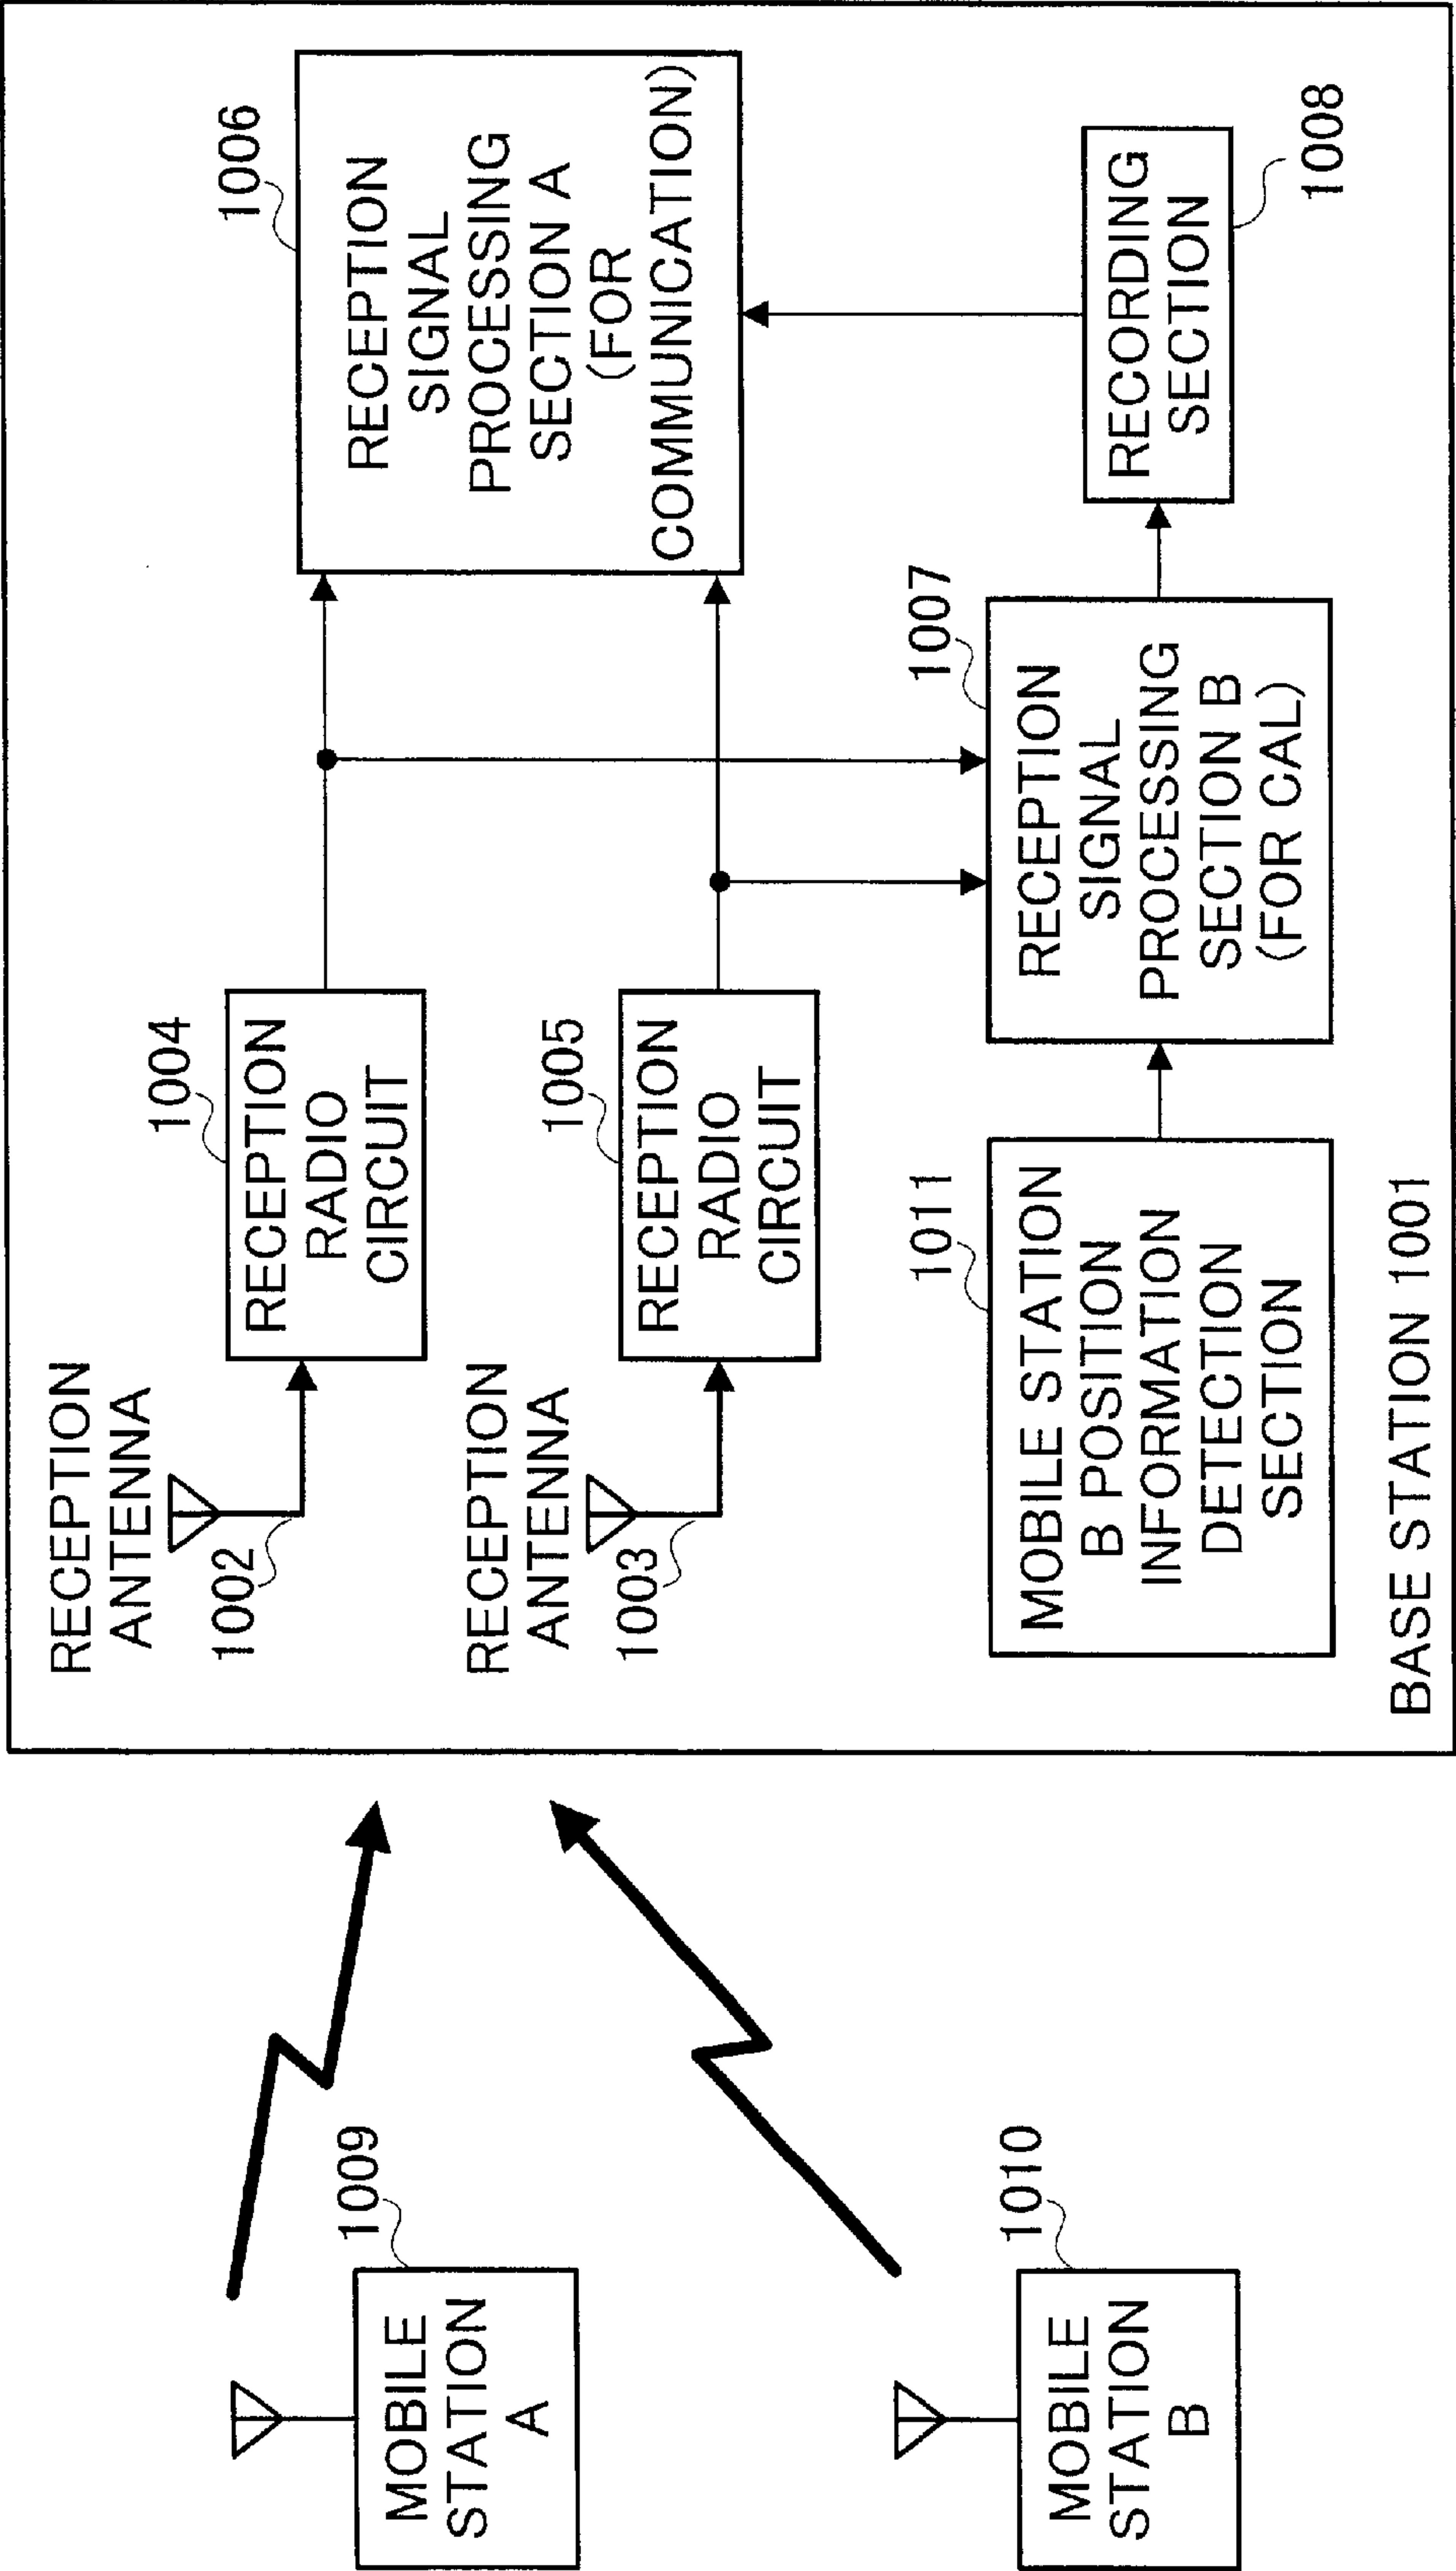 RECEPTION
ANTENNA
1002
1004
RECEPTION
RADIO
CIRCUIT
1006
RECEPTION
SIGNAL
PROCESSING
SECTION A
(FOR
COMMUNICATION)
RECEPTION
ANTENNA
1003
1005
RECEPTION
RADIO
CIRCUIT
1009
MOBILE
STATION
A
1010
MOBILE
STATION
B
1011
MOBILE STATION
B POSITION
INFORMATION
DETECTION
SECTION
1007
RECEPTION
SIGNAL
PROCESSING
SECTION B
(FOR CAL)
RECORDING
SECTION
1008
BASE STATION 1001